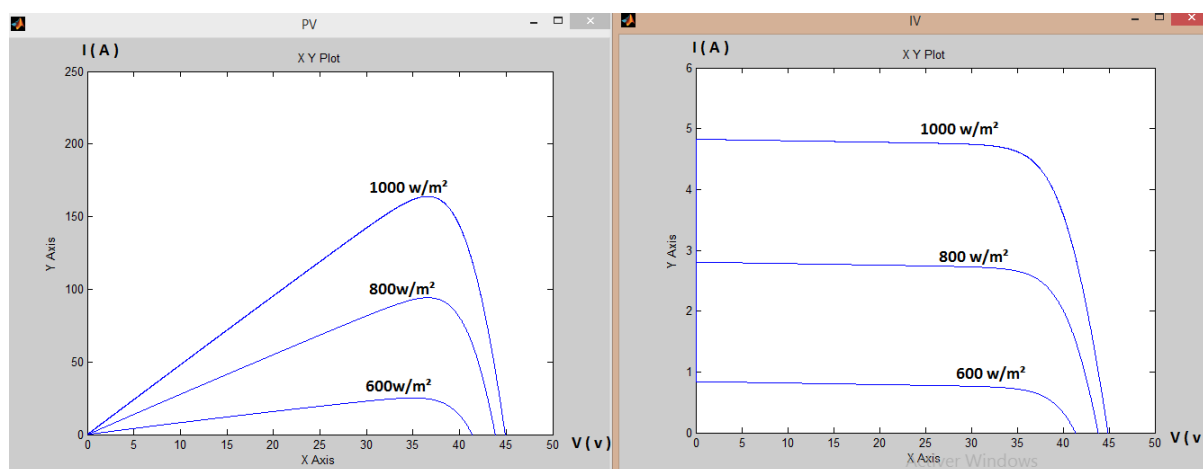 PV
I ( A )
X Y Plot
250
200
150
100
50
0
Y Axis
1000 w/m²
800w/m²
600w/m²
0 5 10 15 20 25 30 35 40 45 50
X Axis
V ( v )
IV
I ( A )
X Y Plot
6
5
4
3
2
1
0
Y Axis
1000 w/m²
800 w/m²
600 w/m²
0 5 10 15 20 25 30 35 40 45 50
X Axis
V ( v
Activer Windows